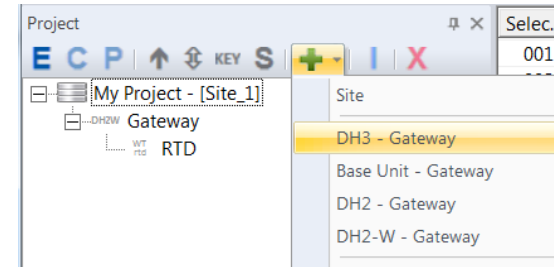 Project
Selec.
E C P KEY S I X
001
My Project - [Site_1]
Site
DH2W Gateway
DH3 - Gateway
WT rtd RTD
Base Unit - Gateway
DH2 - Gateway
DH2-W - Gateway